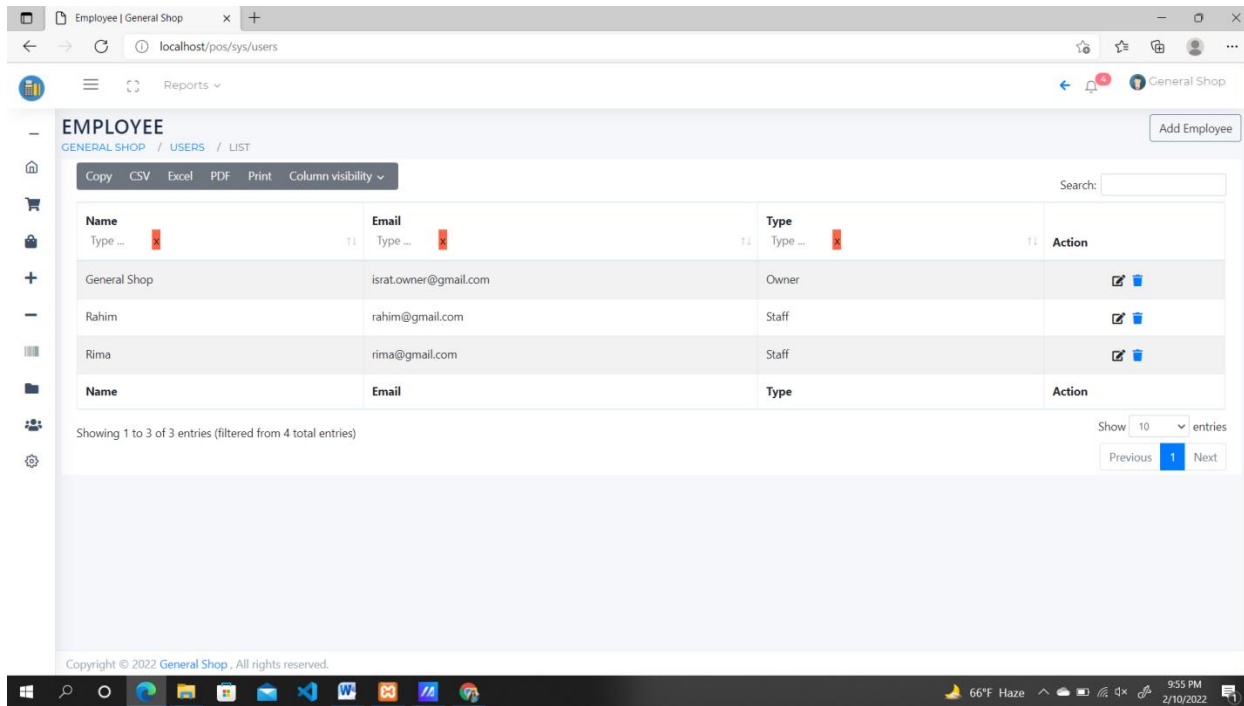 Employee | General Shop
localhost/pos/sys/users
Reports
4
General Shop
EMPLOYEE
Add Employee
GENERAL SHOP / USERS / LIST
Copy CSV Excel PDF Print Column visibility
Search:
Name Email Type
Type ... x Type ... x Type ... x Action
General Shop israt.owner@gmail.com Owner
Rahim rahim@gmail.com Staff
Rima rima@gmail.com Staff
Name Email Type Action
Showing 1 to 3 of 3 entries (filtered from 4 total entries)
Show 10 entries
Previous 1 Next
Copyright © 2022 General Shop , All rights reserved.
66°F Haze
9:55 PM
2/10/2022
1